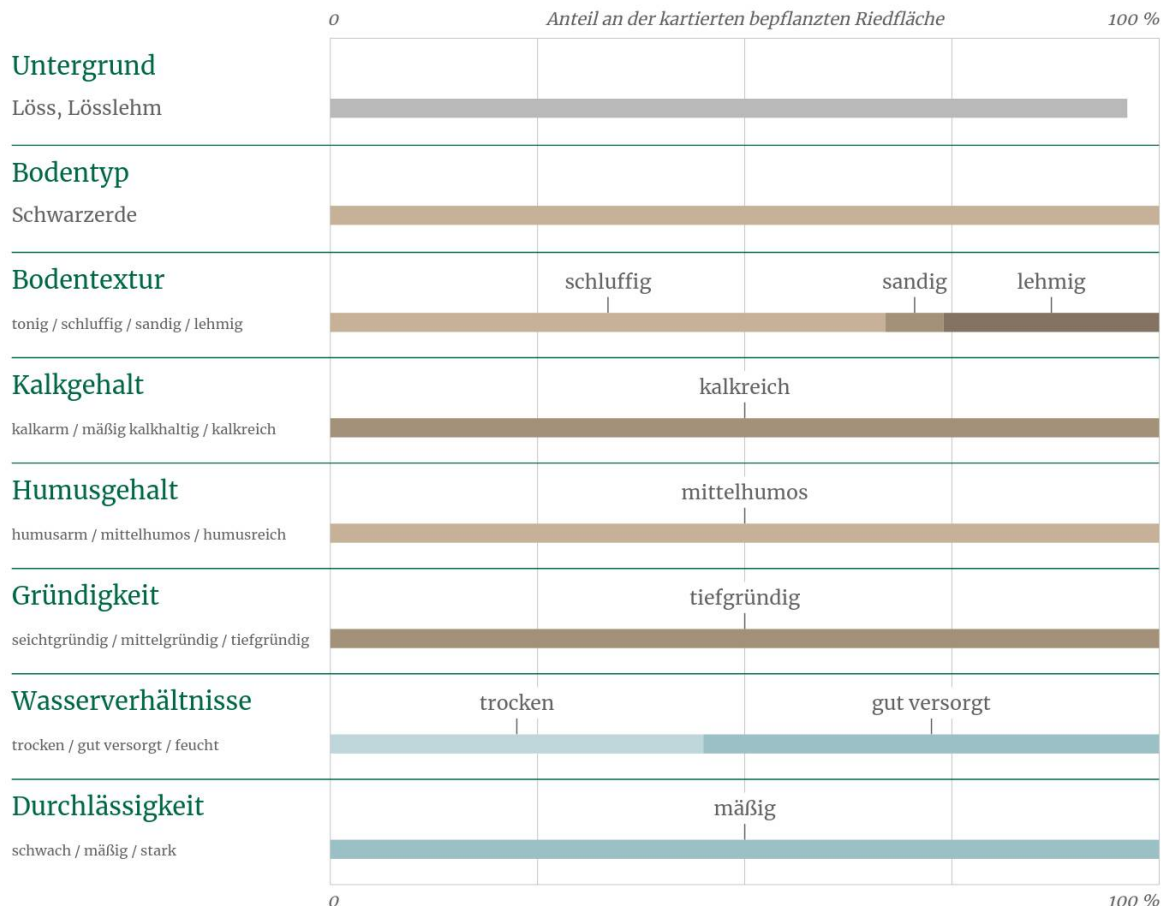 0 Anteil an der kartierten bepflanzten Riedfläche 100 %
Untergrund
Löss, Lösslehm
Bodentyp
Schwarzerde
Bodentextur
schluffig sandig lehmig
tonig / schluffig / sandig / lehmig
Kalkgehalt
kalkreich
kalkarm / mäßig kalkhaltig / kalkreich
Humusgehalt
mittelhumos
humusarm / mittelhumos / humusreich
Gründigkeit
tiefgründig
seichtgründig / mittelgründig / tiefgründig
Wasserverhältnisse
trocken gut versorgt
trocken / gut versorgt / feucht
Durchlässigkeit
mäßig
schwach / mäßig / stark
0 100 %